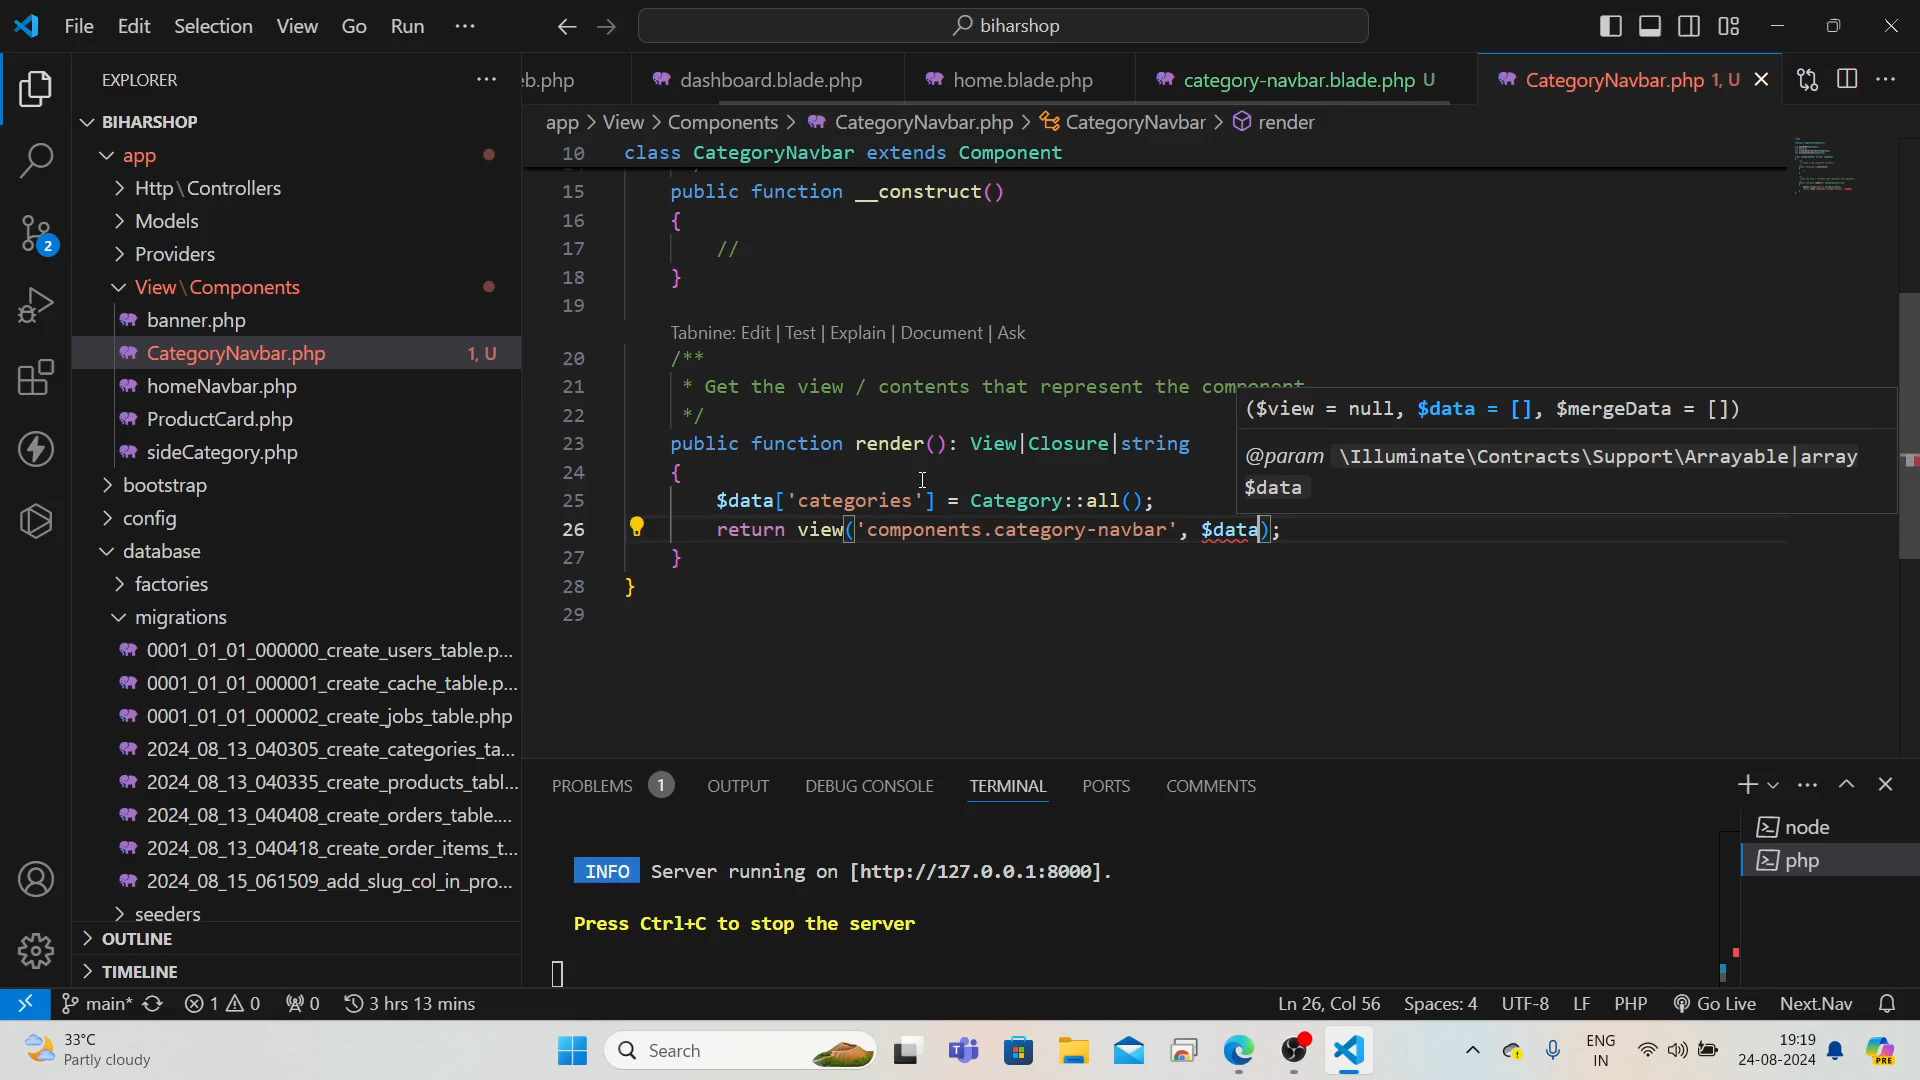 File Edit Selection View Go Run ··· biharshop
EXPLORER ···
eb.php dashboard.blade.php home.blade.php category-navbar.blade.php U CategoryNavbar.php 1, U
app > View > Components > CategoryNavbar.php > CategoryNavbar > render
BIHARSHOP
app
Http\Controllers
Models
Providers
View\Components
banner.php
CategoryNavbar.php 1, U
homeNavbar.php
ProductCard.php
sideCategory.php
bootstrap
config
database
factories
migrations
0001_01_01_000000_create_users_table.p...
0001_01_01_000001_create_cache_table.p...
0001_01_01_000002_create_jobs_table.php
2024_08_13_040305_create_categories_ta...
2024_08_13_040335_create_products_tabl...
2024_08_13_040408_create_orders_table....
2024_08_13_040418_create_order_items_t...
2024_08_15_061509_add_slug_col_in_pro...
seeders
OUTLINE
TIMELINE
2
10 class CategoryNavbar extends Component
15 public function __construct()
16 {
17 //
18 }
19
Tabnine: Edit | Test | Explain | Document | Ask
20 /**
21 * Get the view / contents that represent the component
22 */
23 public function render(): View|Closure|string
24 {
25 $data['categories'] = Category::all();
26 return view('components.category-navbar', $data);
27 }
28 }
29
($view = null, $data = [], $mergeData = [])
@param \Illuminate\Contracts\Support\Arrayable|array
$data
PROBLEMS 1 OUTPUT DEBUG CONSOLE TERMINAL PORTS COMMENTS
INFO Server running on [http://127.0.0.1:8000].
Press Ctrl+C to stop the server
node
php
main* 1 0 0 3 hrs 13 mins Ln 26, Col 56 Spaces: 4 UTF-8 LF PHP Go Live Next.Nav
33°C
Partly cloudy
Search
ENG
IN
19:19
24-08-2024
PRE